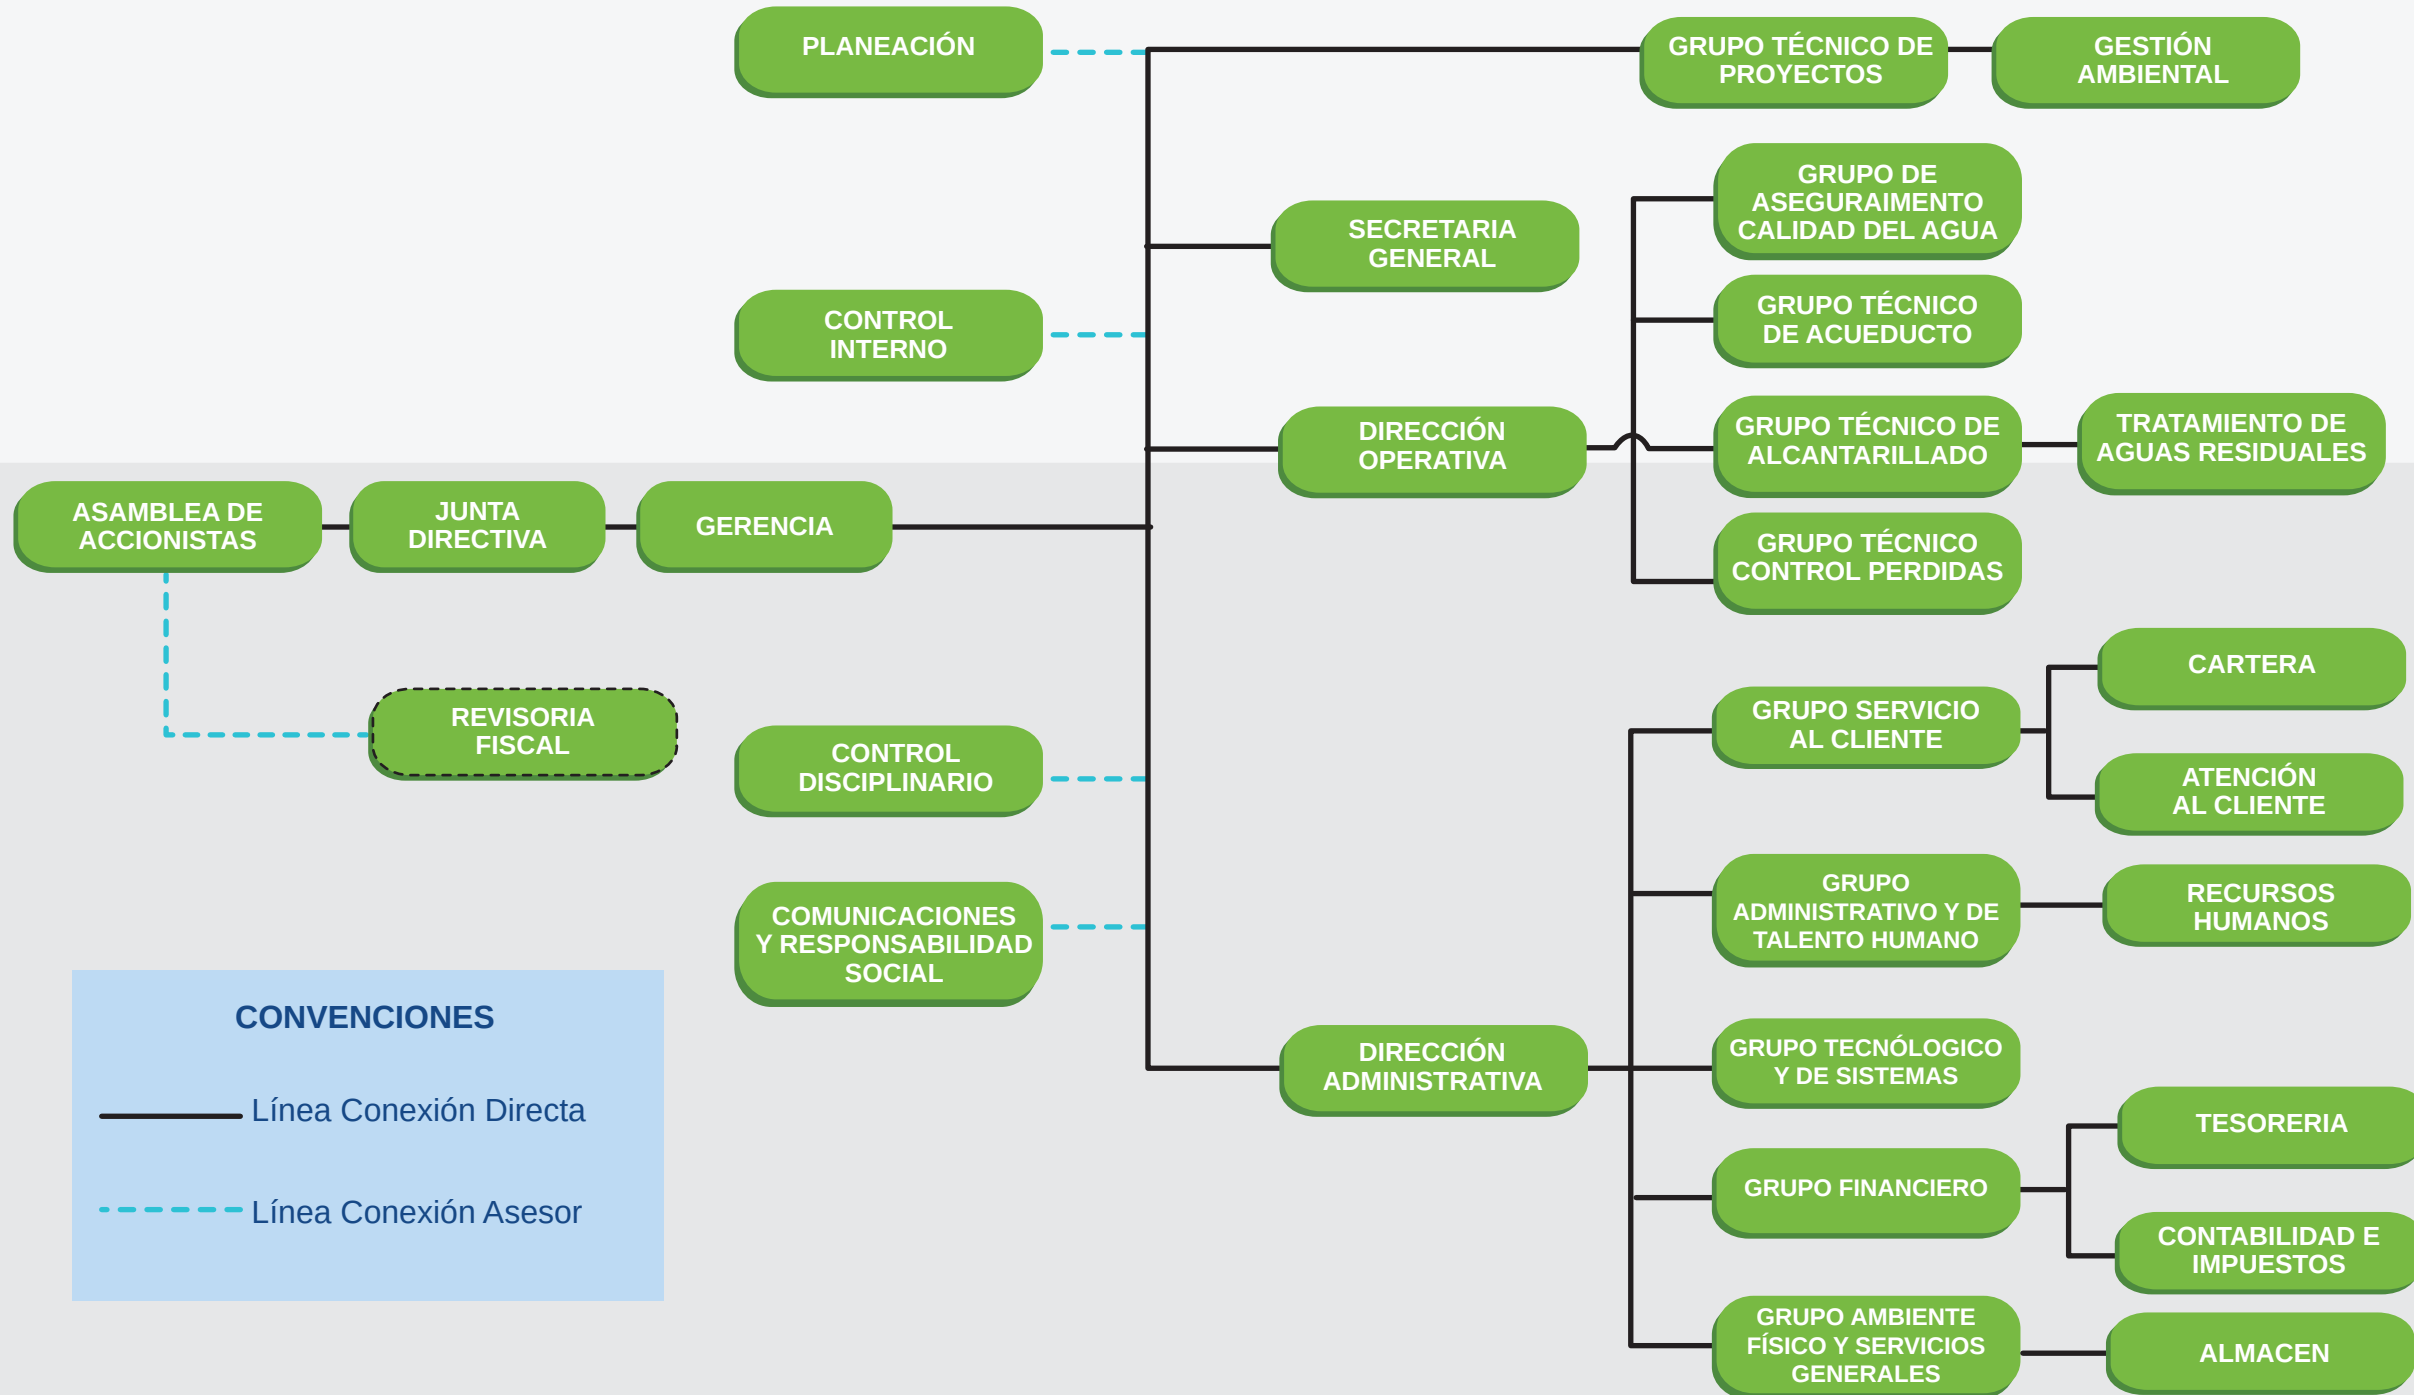 PLANEACIÓN
GRUPO TÉCNICO DE
PROYECTOS
GESTIÓN
AMBIENTAL
GRUPO DE
ASEGURAIMENTO
CALIDAD DEL AGUA
SECRETARIA
GENERAL
GRUPO TÉCNICO
DE ACUEDUCTO
CONTROL
INTERNO
DIRECCIÓN
OPERATIVA
GRUPO TÉCNICO DE
ALCANTARILLADO
TRATAMIENTO DE
AGUAS RESIDUALES
ASAMBLEA DE
ACCIONISTAS
JUNTA
DIRECTIVA
GERENCIA
GRUPO TÉCNICO
CONTROL PERDIDAS
CARTERA
REVISORIA
FISCAL
GRUPO SERVICIO
AL CLIENTE
CONTROL
DISCIPLINARIO
ATENCIÓN
AL CLIENTE
GRUPO
ADMINISTRATIVO Y DE
TALENTO HUMANO
RECURSOS
HUMANOS
COMUNICACIONES
Y RESPONSABILIDAD
SOCIAL
CONVENCIONES
Línea Conexión Directa
Línea Conexión Asesor
DIRECCIÓN
ADMINISTRATIVA
GRUPO TECNÓLOGICO
Y DE SISTEMAS
TESORERIA
GRUPO FINANCIERO
CONTABILIDAD E
IMPUESTOS
GRUPO AMBIENTE
FÍSICO Y SERVICIOS
GENERALES
ALMACEN